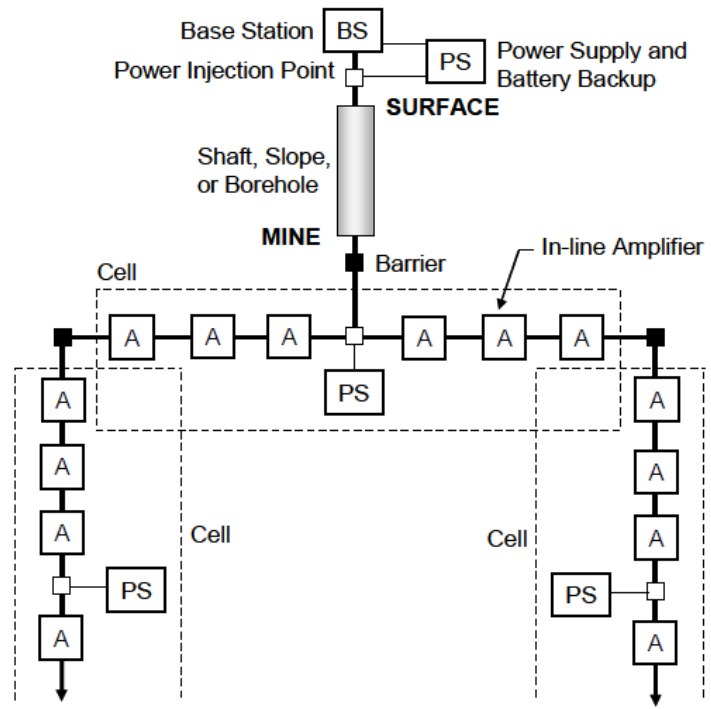 Base Station
BS
Power Injection Point
PS
Power Supply and
Battery Backup
SURFACE
Shaft, Slope,
or Borehole
MINE
Barrier
In-line Amplifier
Cell
A
A
A
A
A
A
PS
A
A
A
A
A
A
Cell
Cell
PS
PS
A
A